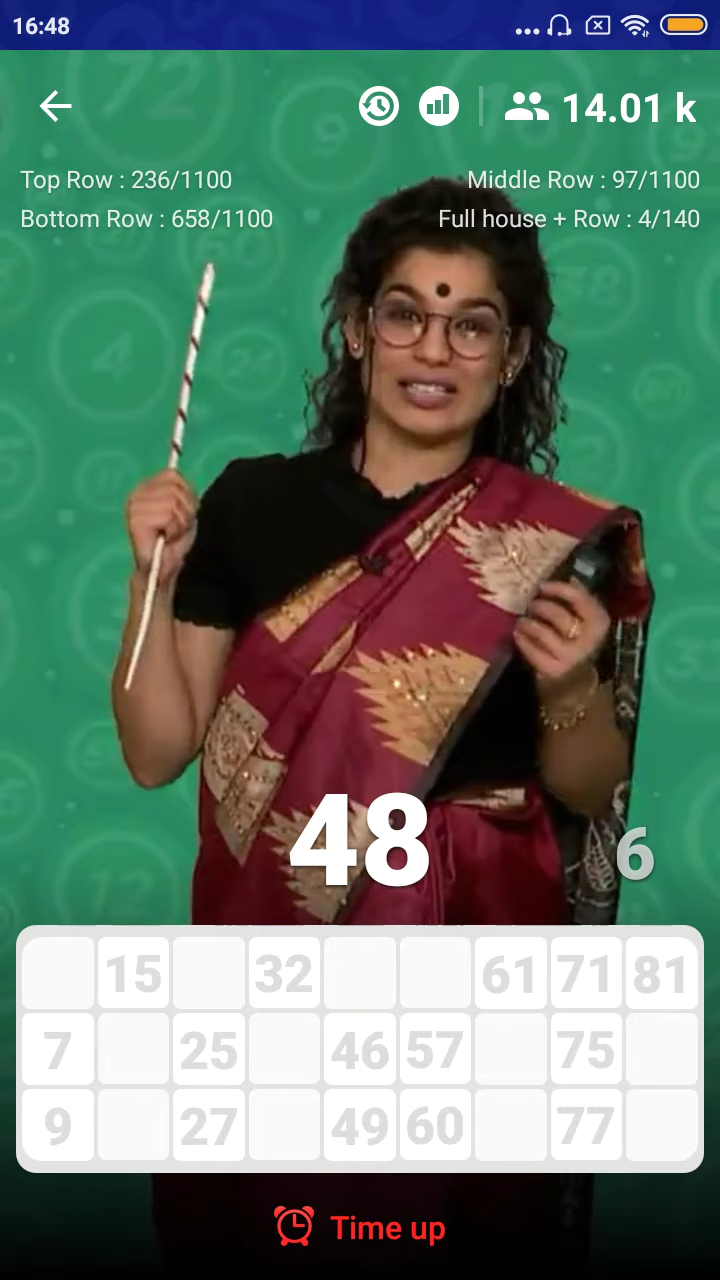 16:48
14.01 k
Top Row : 236/1100
Middle Row : 97/1100
Bottom Row : 658/1100
Full house + Row : 4/140
48
6
15 32 61 71 81
7 25 46 57 75
9 27 49 60 77
Time up